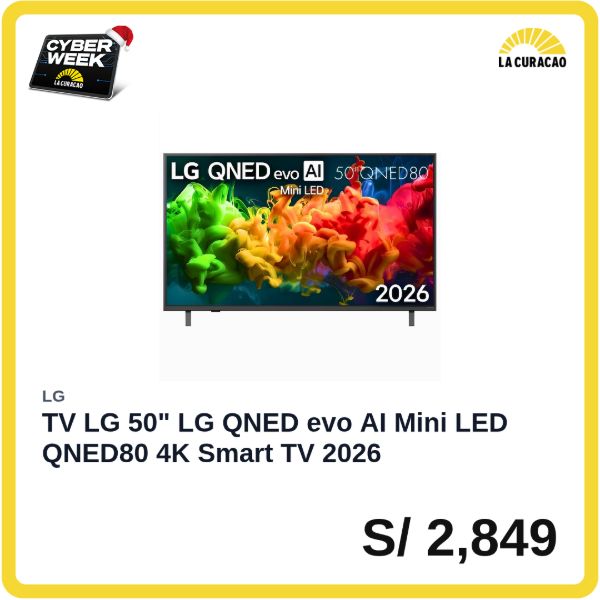 CYBER
WEEK
LA CURACAO
LA CURACAO
LG QNED evo AI 50"QNED80
Mini LED
2026
LG
TV LG 50" LG QNED evo AI Mini LED
QNED80 4K Smart TV 2026
S/ 2,849